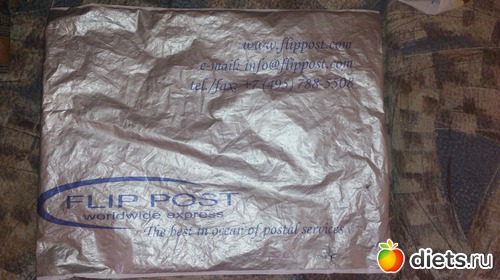 www.flippost.com
e-mail: info@flippost.com
tel./fax: +7 (495) 788-5508
FLIP POST
worldwide express
The best in ocean of postal services
diets.ru